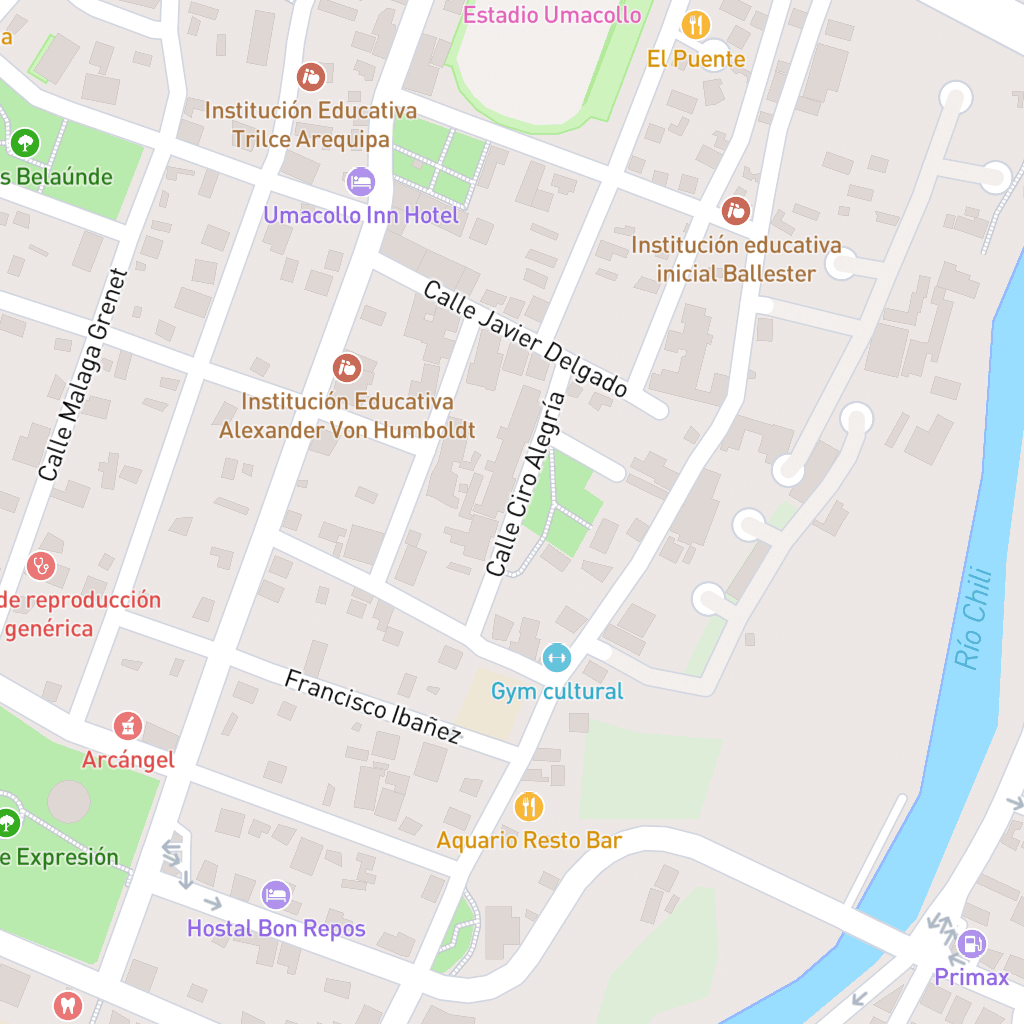 Estadio Umacollo
a
El Puente
Institución Educativa
Trilce Arequipa
s Belaúnde
Umacollo Inn Hotel
Institución educativa
inicial Ballester
Calle Malaga Grenet
Calle Javier Delgado
Institución Educativa
Alexander Von Humboldt
Calle Ciro Alegría
de reproducción
genérica
Río Chili
Francisco Ibañez
Gym cultural
Arcángel
Aquario Resto Bar
e Expresión
Hostal Bon Repos
Primax